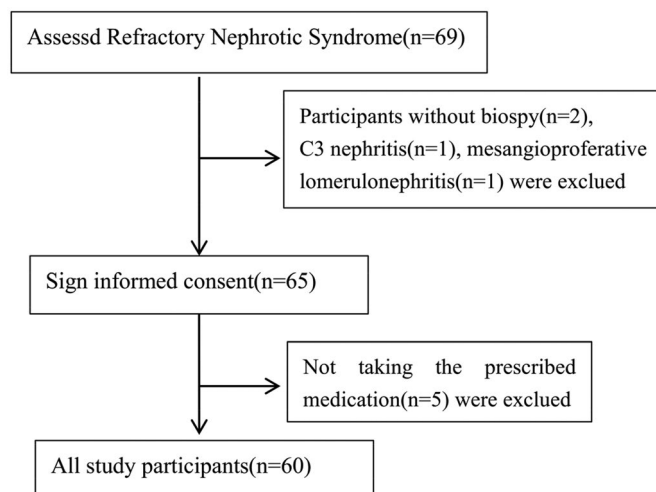 Assessd Refractory Nephrotic Syndrome(n=69)
Participants without biospy(n=2),
C3 nephritis(n=1), mesangioproferative
lomerulonephritis(n=1) were exclued
Sign informed consent(n=65)
Not taking the prescribed
medication(n=5) were excluded
All study participants(n=60)